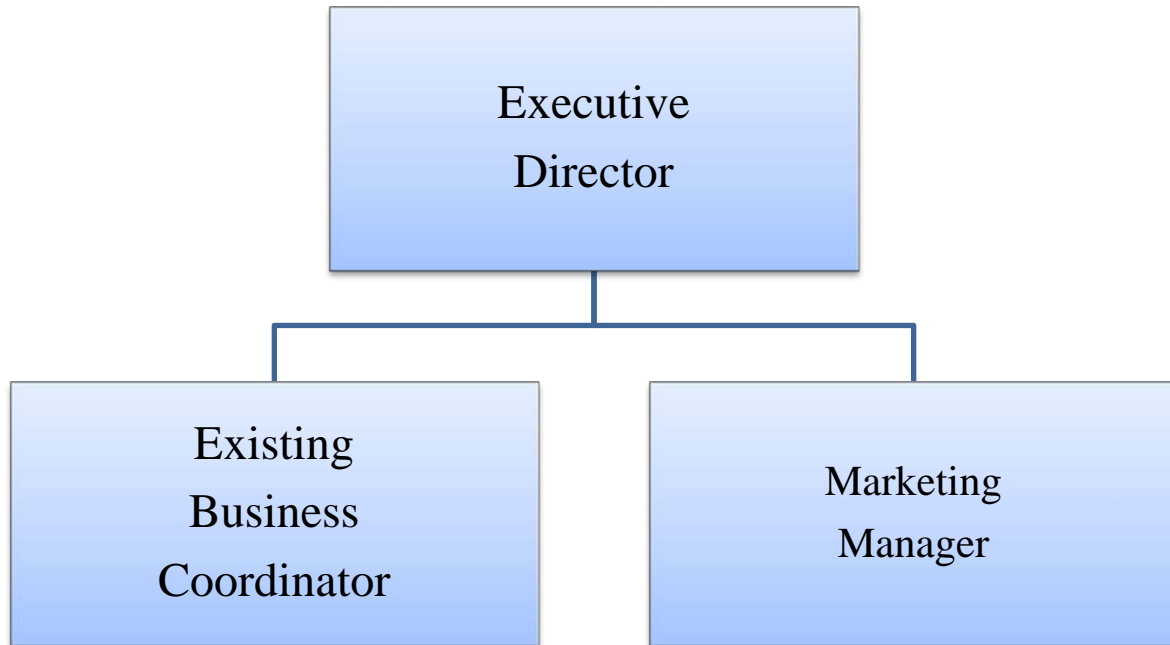 Executive
Director
Existing
Business
Coordinator
Marketing
Manager